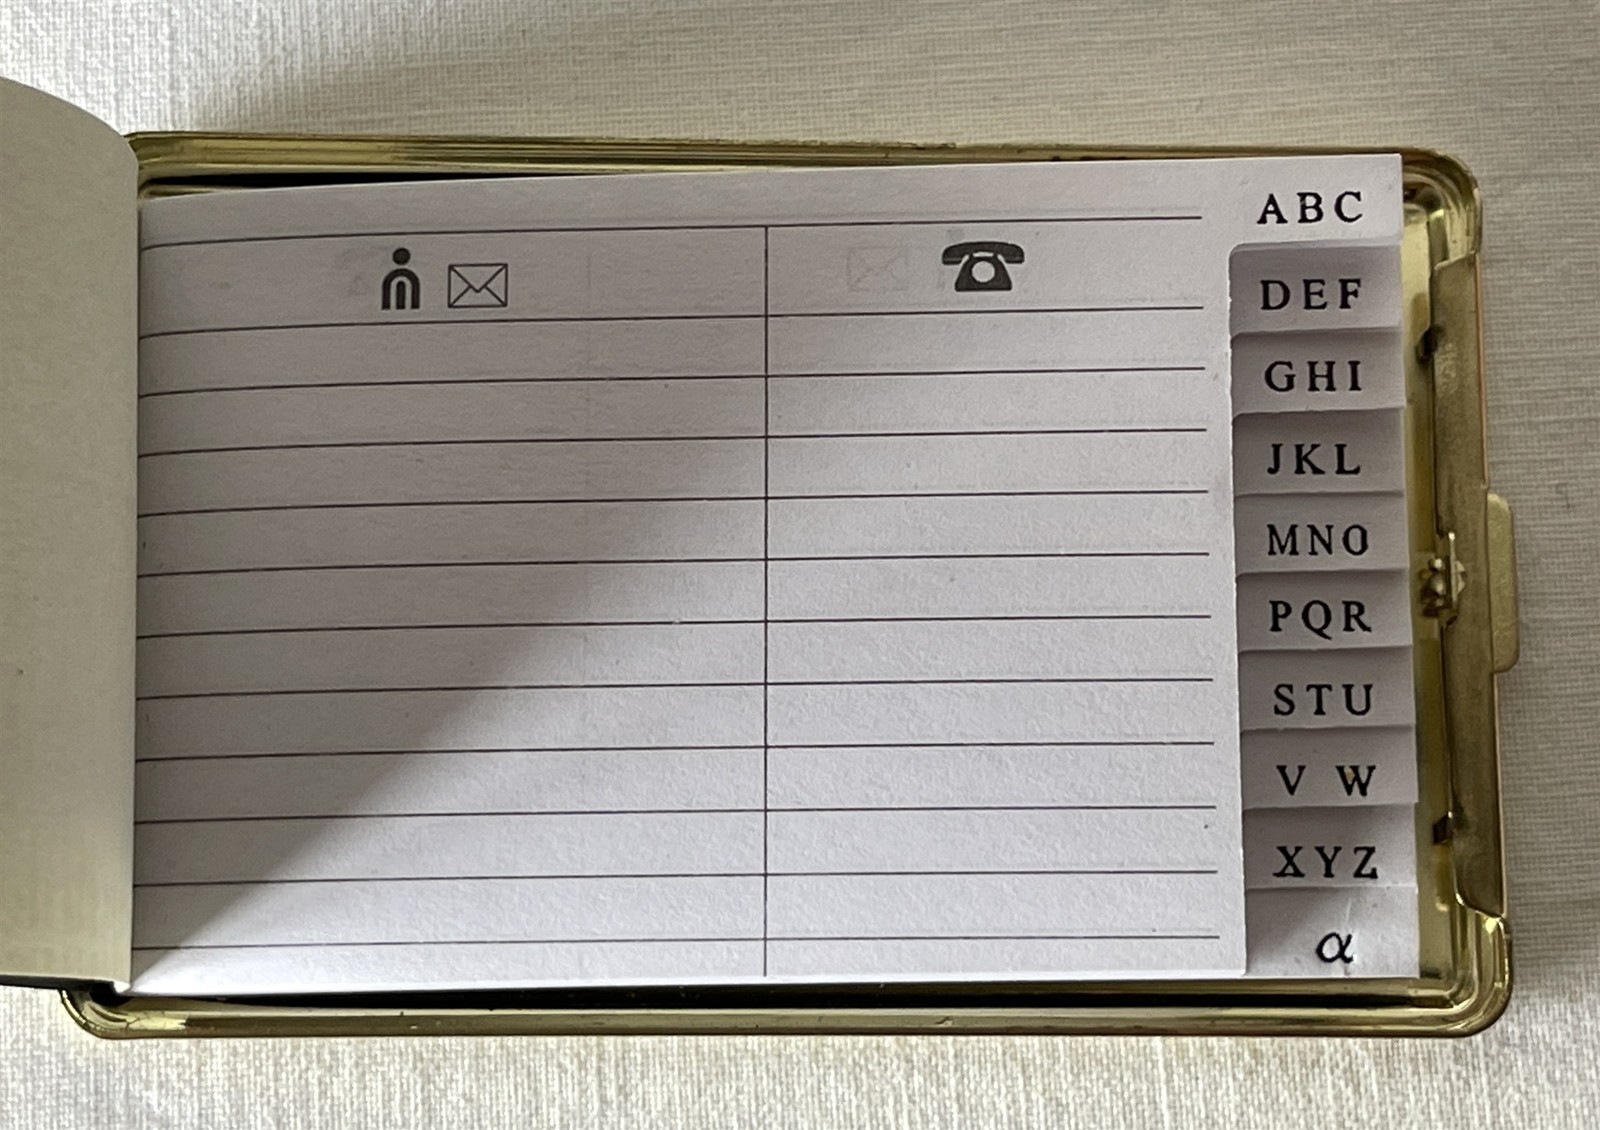 ABC
DEF
GHI
JKL
MNO
PQR
STU
V W
XYZ
α